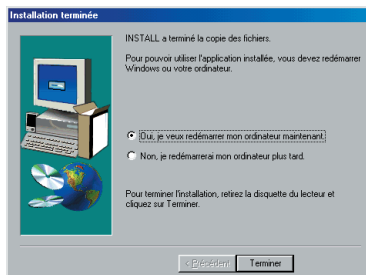 Installation terminée
INSTALL a terminé la copie des fichiers.
Pour pouvoir utiliser l'application installée, vous devez redémarrer
Windows ou votre ordinateur.
Oui, je veux redémarrer mon ordinateur maintenant.
Non, je redémarrerai mon ordinateur plus tard.
Pour terminer l'installation, retirez la disquette du lecteur et
cliquez sur Terminer.
< Précédent Terminer